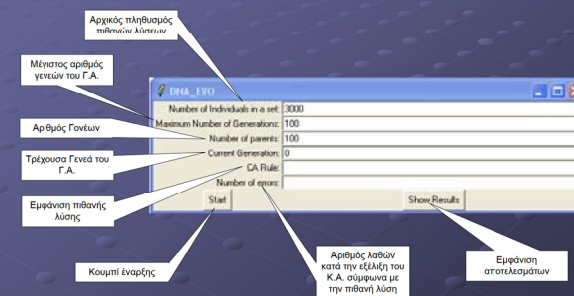 Αρχικός πληθυσμός
πιθανών λύσεων
Μέγιστος αριθμός
γενεών του Γ.Α.
DNA_EVO
Number of Individuals in a set: 3000
Maximum Number of Generations: 100
Αριθμός Γονέων
Number of parents: 100
Current Generation: 0
Τρέχουσα Γενεά του
Γ.Α.
CA Rule:
Number of errors:
Εμφάνιση πιθανής
λύσης
Start
Show Results
Κουμπί έναρξης
Αριθμός λαθών
κατά την εξέλιξη του
Κ.Α. σύμφωνα με
την πιθανή λύση
Εμφάνιση
αποτελεσμάτων